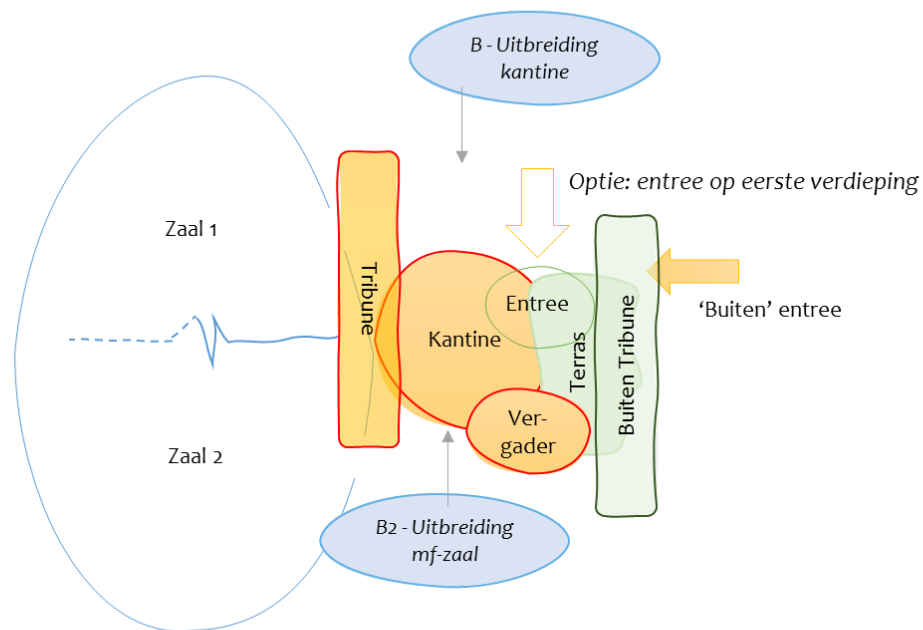 B - Uitbreiding
kantine
Optie: entree op eerste verdieping
Zaal 1
Tribune
Entree
Kantine
Terras
Buiten Tribune
‘Buiten’ entree
Ver-
gader
Zaal 2
B2 - Uitbreiding
mf-zaal